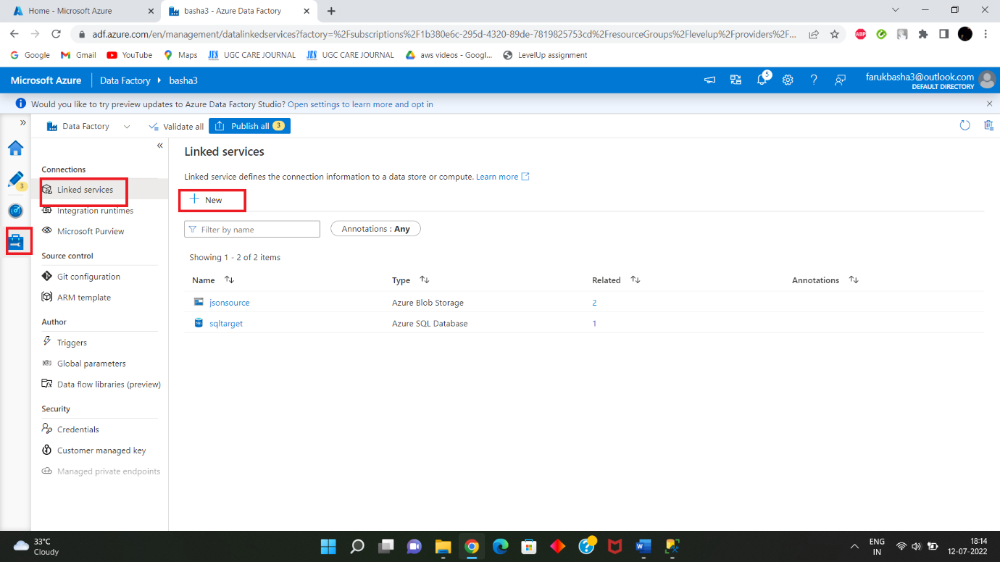 Home - Microsoft Azure
basha3 - Azure Data Factory
adf.azure.com/en/management/datalinkedservices?factory=%2Fsubscriptions%2F1b380e6c-295d-4320-89de-7819825753cd%2FresourceGroups%2Flevelup%2Fproviders%2F...
ABP
Google Gmail YouTube Maps JES UGC CARE JOURNAL JES UGC CARE JOURNAL aws videos - Googl... LevelUp assignment
Microsoft Azure Data Factory basha3 5 farukbasha3@outlook.com
DEFAULT DIRECTORY
Would you like to try preview updates to Azure Data Factory Studio? Open settings to learn more and opt in
Data Factory Validate all Publish all 3
3
Connections
Linked services
Integration runtimes
Microsoft Purview
Source control
Git configuration
ARM template
Author
Triggers
Global parameters
Data flow libraries (preview)
Security
Credentials
Customer managed key
Managed private endpoints
Linked services
Linked service defines the connection information to a data store or compute. Learn more
New
Filter by name Annotations : Any
Showing 1 - 2 of 2 items
Name Type Related Annotations
jsonsource Azure Blob Storage 2
SQL sqltarget Azure SQL Database 1
33°C
Cloudy
ENG
IN
18:14
12-07-2022